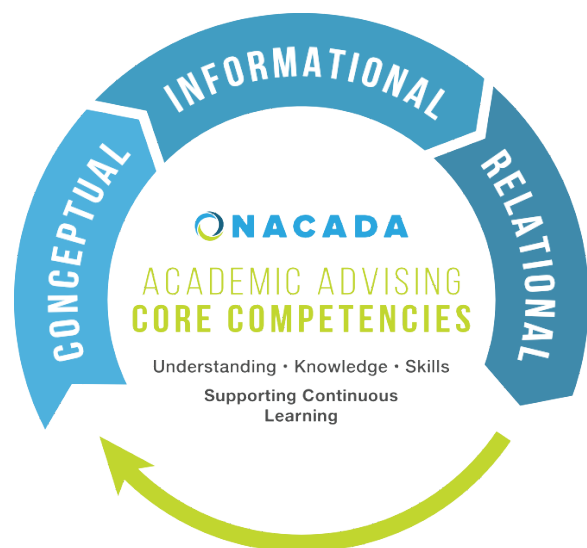 CONCEPTUAL
INFORMATIONAL
RELATIONAL
NACADA
ACADEMIC ADVISING
CORE COMPETENCIES
Understanding · Knowledge · Skills
Supporting Continuous
Learning